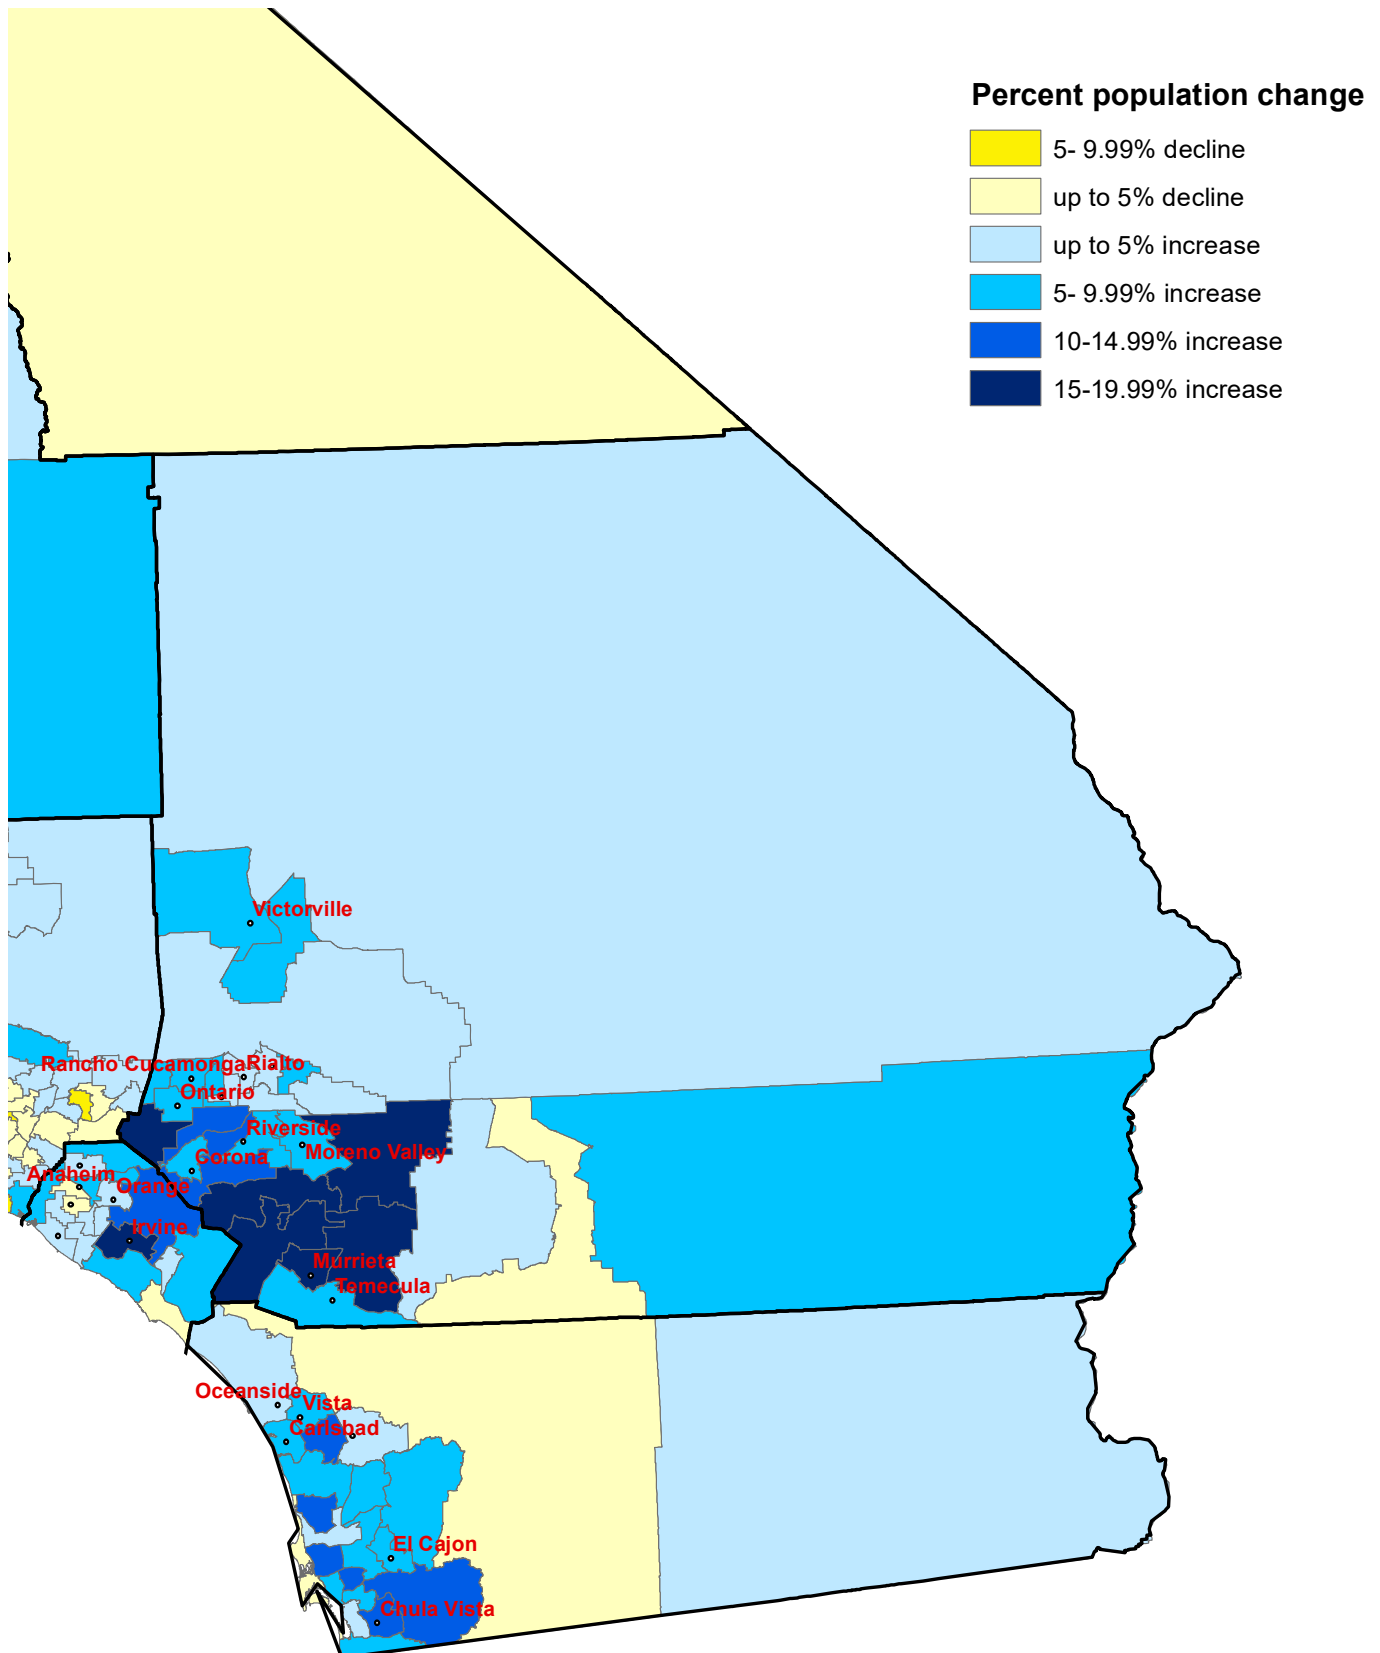 Percent population change
5- 9.99% decline
up to 5% decline
up to 5% increase
5- 9.99% increase
10-14.99% increase
15-19.99% increase
Victorville
Rancho Cucamonga
Rialto
Ontario
Riverside
Moreno Valley
Corona
Anaheim
Orange
Irvine
Murrieta
Temecula
Oceanside
Vista
Carlsbad
El Cajon
Chula Vista